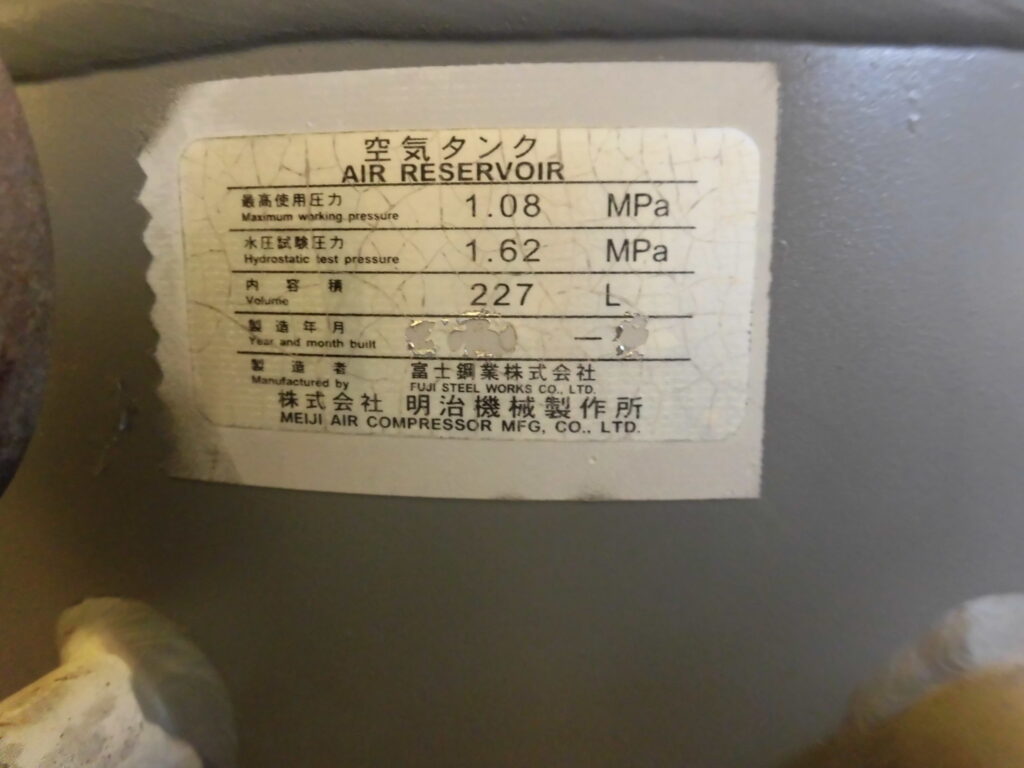 空気タンク
AIR RESERVOIR
最高使用圧力 1.08 MPa
Maximum working pressure
水圧試験圧力 1.62 MPa
Hydrostatic test pressure
内容積 227 L
Volume
製造年月 —
Year and month built
製造者 富士鋼業株式会社
Manufactured by FUJI STEEL WORKS CO., LTD.
株式会社 明治機械製作所
MEIJI AIR COMPRESSOR MFG, CO., LTD.